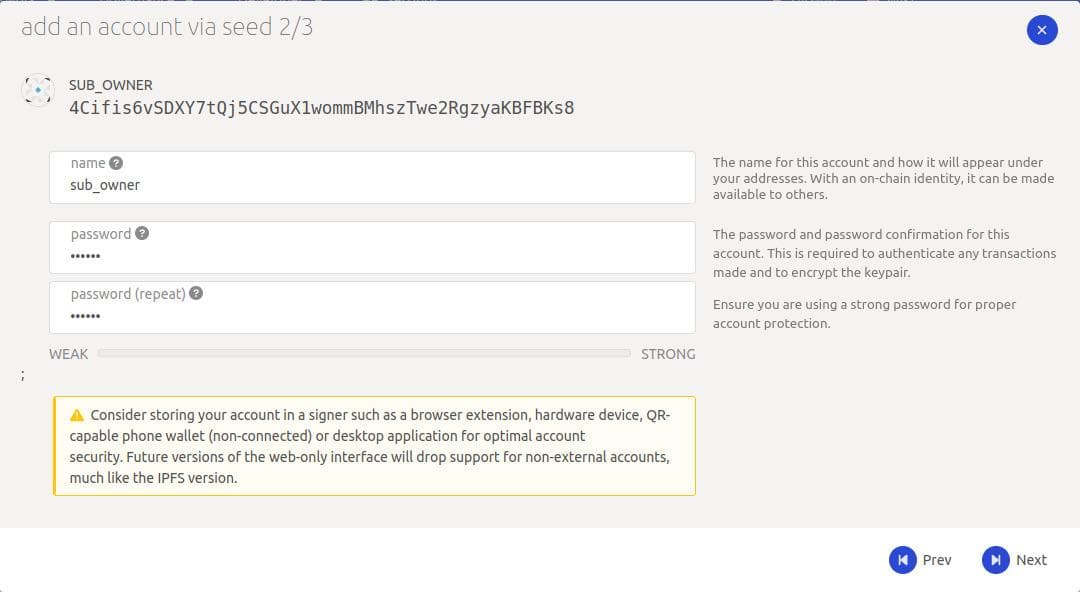 add an account via seed 2/3
SUB_OWNER
4Cifis6vSDXY7tQj5CSGuX1wommBMhszTwe2RgzyaKBFBKs8
name ?
sub_owner
The name for this account and how it will appear under
your addresses. With an on-chain identity, it can be made
available to others.
password ?
••••••
The password and password confirmation for this
account. This is required to authenticate any transactions
made and to encrypt the keypair.
password (repeat) ?
••••••
Ensure you are using a strong password for proper
account protection.
WEAK STRONG
;
Consider storing your account in a signer such as a browser extension, hardware device, QR-
capable phone wallet (non-connected) or desktop application for optimal account
security. Future versions of the web-only interface will drop support for non-external accounts,
much like the IPFS version.
Prev Next